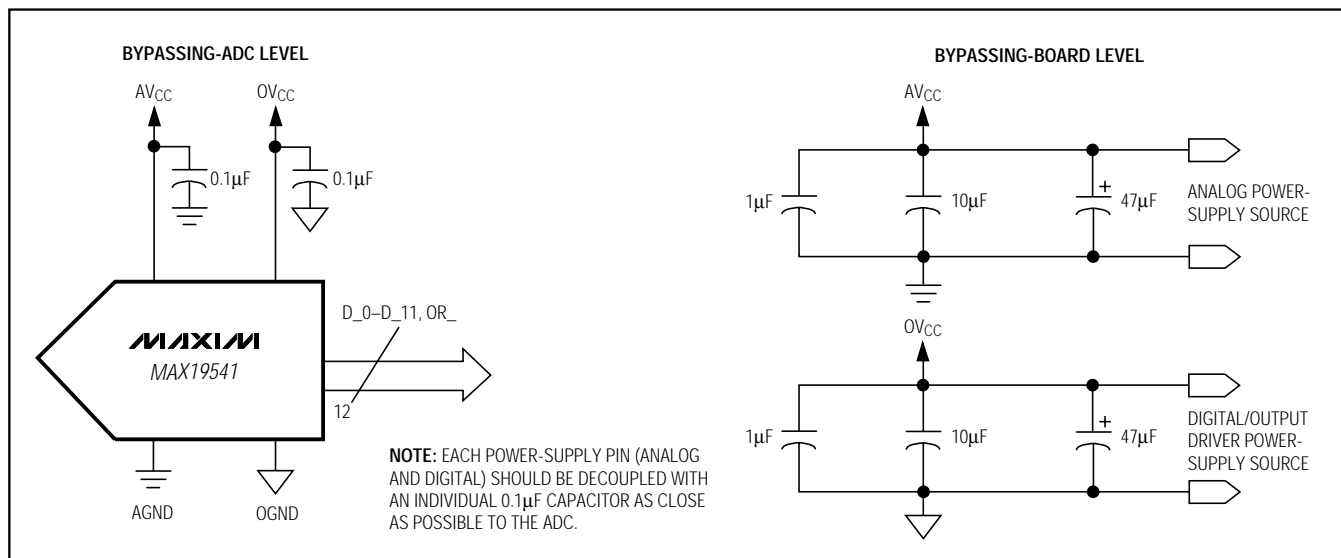 BYPASSING-ADC LEVEL
AVCC
OVCC
0.1µF
0.1µF
MAXIM
MAX19541
D_0–D_11, OR_
12
AGND
OGND
NOTE: EACH POWER-SUPPLY PIN (ANALOG
AND DIGITAL) SHOULD BE DECOUPLED WITH
AN INDIVIDUAL 0.1µF CAPACITOR AS CLOSE
AS POSSIBLE TO THE ADC.
BYPASSING-BOARD LEVEL
AVCC
1µF
10µF
+
47µF
ANALOG POWER-
SUPPLY SOURCE
OVCC
1µF
10µF
+
47µF
DIGITAL/OUTPUT
DRIVER POWER-
SUPPLY SOURCE